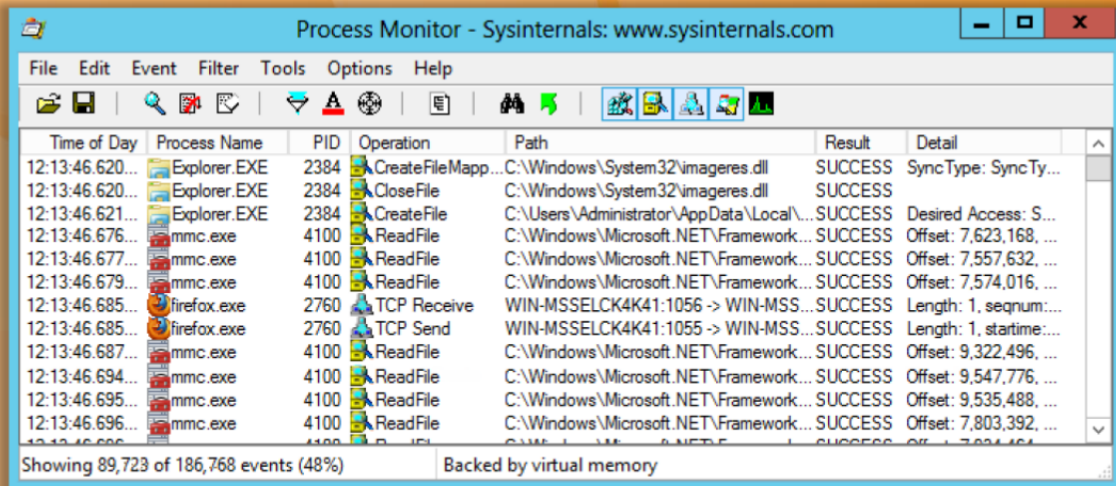 Process Monitor - Sysinternals: www.sysinternals.com
File Edit Event Filter Tools Options Help
Time of Day Process Name PID Operation Path Result Detail
12:13:46.620... Explorer.EXE 2384 CreateFileMapp... C:\Windows\System32\imageres.dll SUCCESS SyncType: SyncTy...
12:13:46.620... Explorer.EXE 2384 CloseFile C:\Windows\System32\imageres.dll SUCCESS
12:13:46.621... Explorer.EXE 2384 CreateFile C:\Users\Administrator\AppData\Local\... SUCCESS Desired Access: S...
12:13:46.676... mmc.exe 4100 ReadFile C:\Windows\Microsoft.NET\Framework... SUCCESS Offset: 7,623,168, ...
12:13:46.677... mmc.exe 4100 ReadFile C:\Windows\Microsoft.NET\Framework... SUCCESS Offset: 7,557,632, ...
12:13:46.679... mmc.exe 4100 ReadFile C:\Windows\Microsoft.NET\Framework... SUCCESS Offset: 7,574,016, ...
12:13:46.685... firefox.exe 2760 TCP Receive WIN-MSSELCK4K41:1056 -> WIN-MSS... SUCCESS Length: 1, seqnum:...
12:13:46.685... firefox.exe 2760 TCP Send WIN-MSSELCK4K41:1055 -> WIN-MSS... SUCCESS Length: 1, startime:...
12:13:46.687... mmc.exe 4100 ReadFile C:\Windows\Microsoft.NET\Framework... SUCCESS Offset: 9,322,496, ...
12:13:46.694... mmc.exe 4100 ReadFile C:\Windows\Microsoft.NET\Framework... SUCCESS Offset: 9,547,776, ...
12:13:46.695... mmc.exe 4100 ReadFile C:\Windows\Microsoft.NET\Framework... SUCCESS Offset: 9,535,488, ...
12:13:46.696... mmc.exe 4100 ReadFile C:\Windows\Microsoft.NET\Framework... SUCCESS Offset: 7,803,392, ...
Showing 89,723 of 186,768 events (48%) Backed by virtual memory